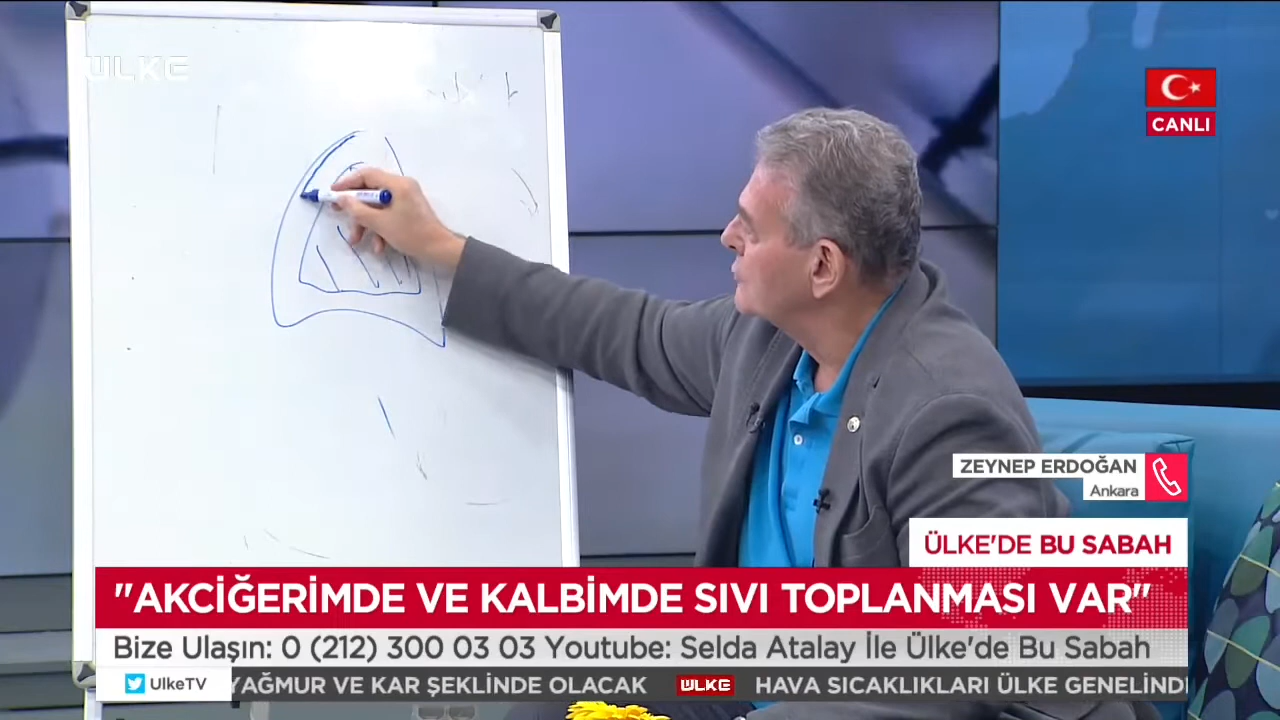 ÜLKE
CANLI
ZEYNEP ERDOĞAN
Ankara
ÜLKE'DE BU SABAH
"AKCİĞERİMDE VE KALBİMDE SIVI TOPLANMASI VAR"
Bize Ulaşın: 0 (212) 300 03 03 Youtube: Selda Atalay İle Ülke'de Bu Sabah
UlkeTV YAĞMUR VE KAR ŞEKLİNDE OLACAK ÜLKE HAVA SICAKLIKLARI ÜLKE GENELİND